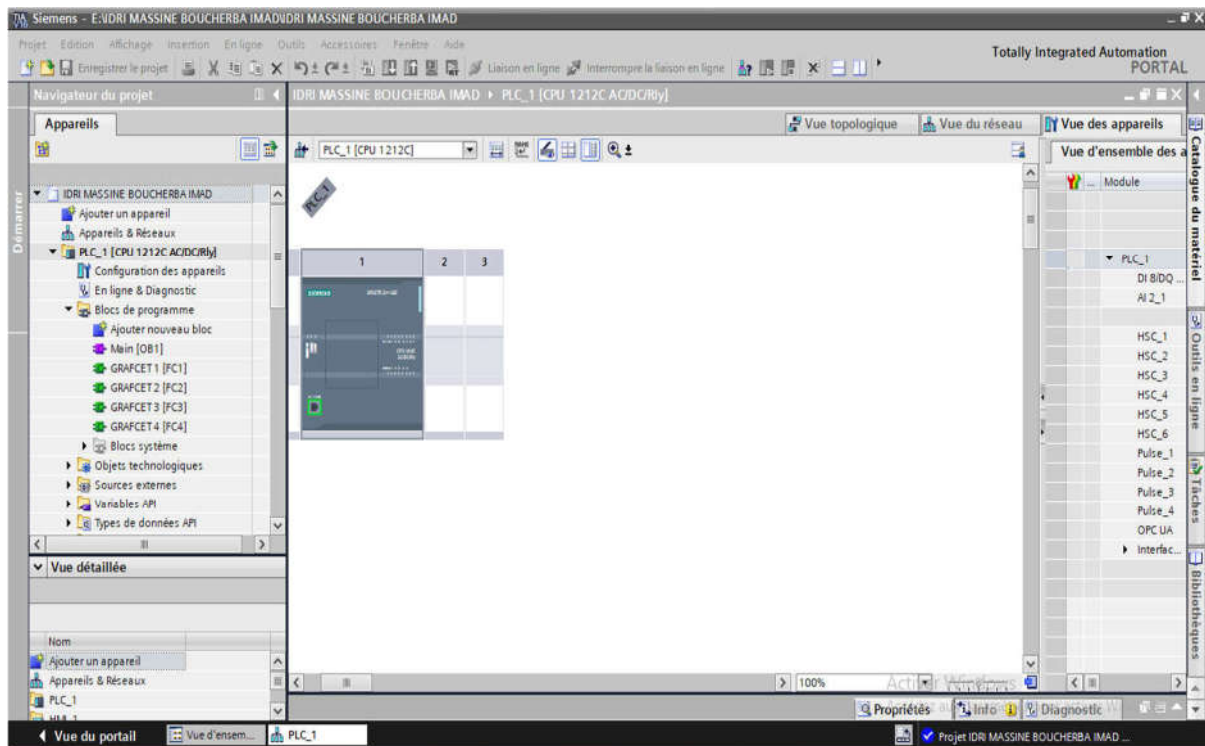 Siemens - E:\IDRI MASSINE BOUCHERBA IMAD\IDRI MASSINE BOUCHERBA IMAD
Projet Edition Affichage Insertion En ligne Outils Accessoires Fenêtre Aide
Totally Integrated Automation
PORTAL
Enregistrer le projet
Liaison en ligne
Interrompre la liaison en ligne
Navigateur du projet
IDRI MASSINE BOUCHERBA IMAD PLC_1 [CPU 1212C AC/DC/Rly]
Appareils
Vue topologique
Vue du réseau
Vue des appareils
PLC_1 [CPU 1212C]
Vue d'ensemble des a
Démarrer
IDRI MASSINE BOUCHERBA IMAD
Ajouter un appareil
Appareils & Réseaux
PLC_1 [CPU 1212C AC/DC/Rly]
Configuration des appareils
En ligne & Diagnostic
Blocs de programme
Ajouter nouveau bloc
Main [OB1]
GRAFCET1 [FC1]
GRAFCET2 [FC2]
GRAFCET3 [FC3]
GRAFCET4 [FC4]
Blocs système
Objets technologiques
Sources externes
Variables API
Types de données API
Vue détaillée
Nom
Ajouter un appareil
Appareils & Réseaux
PLC_1
PLC_1
1 2 3
SIEMENS
100%
... Module
PLC_1
DI 8/DQ ...
AI 2_1
HSC_1
HSC_2
HSC_3
HSC_4
HSC_5
HSC_6
Pulse_1
Pulse_2
Pulse_3
Pulse_4
OPC UA
Interfac...
Catalogue du matériel
Outils en ligne
Tâches
Bibliothèques
Propriétés
Info
Diagnostic
Vue du portail
Vue d'ensem...
PLC_1
Projet IDRI MASSINE BOUCHERBA IMAD ...